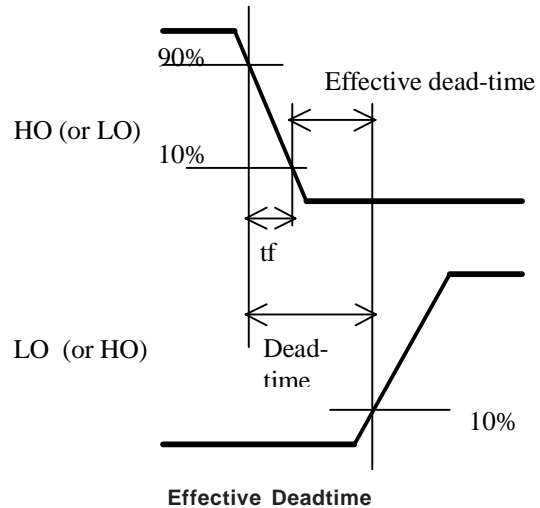 90%
Effective dead-time
HO (or LO)
10%
tf
LO (or HO)
Dead-
time
10%
Effective Deadtime